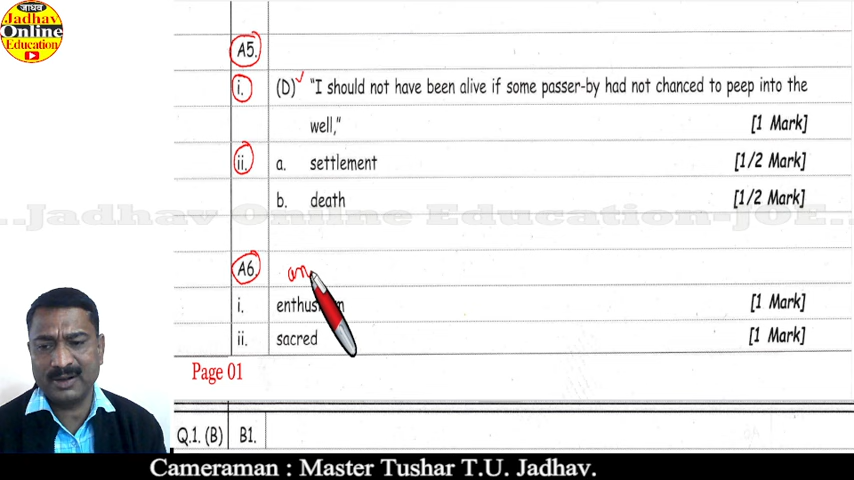 जाधव
Jadhav
Online
Education
A5.
i. (D) "I should not have been alive if some passer-by had not chanced to peep into the
well," [1 Mark]
ii. a. settlement [1/2 Mark]
b. death [1/2 Mark]
..Jadhav Online Education-JOE..
A6. an
i. [1 Mark]
ii. sacred [1 Mark]
Page 01
Q.1. (B) B1.
Cameraman : Master Tushar T.U. Jadhav.